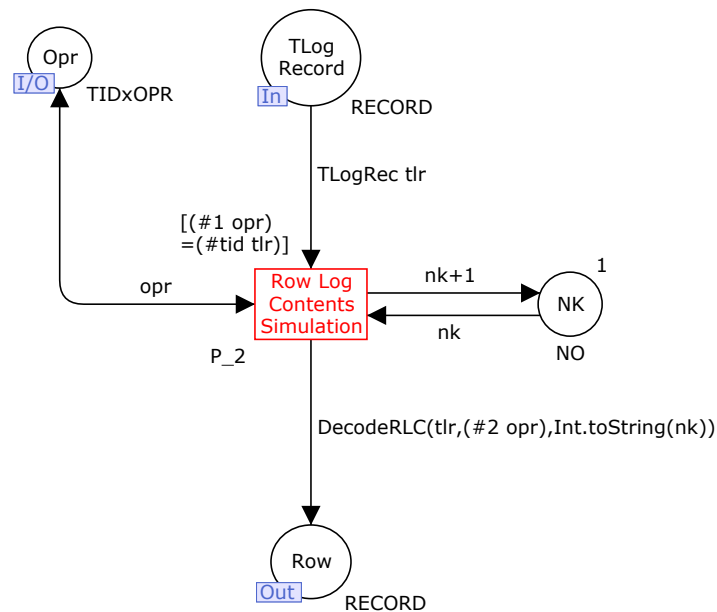 Opr
I/O
TIDxOPR
TLog
Record
In
RECORD
TLogRec tlr
[(#1 opr)
=(#tid tlr)]
opr
Row Log
Contents
Simulation
P_2
nk+1
nk
1
NK
NO
DecodeRLC(tlr,(#2 opr),Int.toString(nk))
Row
Out
RECORD